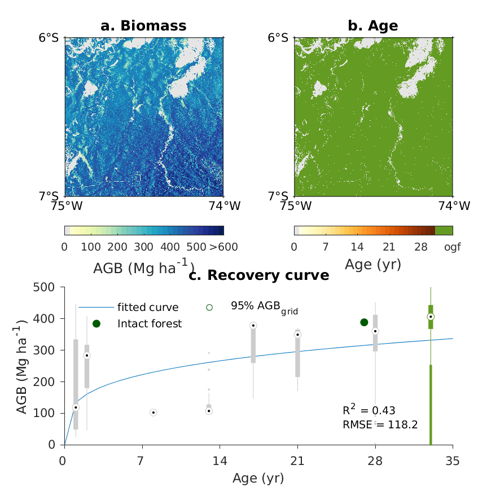 a. Biomass
b. Age
6°S
6°S
7°S
7°S
75°W
74°W
75°W
74°W
0 100 200 300 400 500 >600
0 7 14 21 28 ogf
AGB (Mg ha⁻¹)
Age (yr)
c. Recovery curve
500
400
300
200
100
0
AGB (Mg ha⁻¹)
fitted curve
95% AGB_grid
Intact forest
R² = 0.43
RMSE = 118.2
0 7 14 21 28 35
Age (yr)